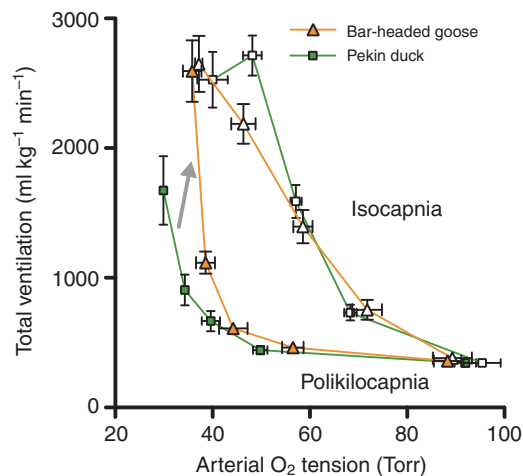 3000
2000
1000
0
Total ventilation (ml kg⁻¹ min⁻¹)
Bar-headed goose
Pekin duck
Isocapnia
Polikilocapnia
20 40 60 80 100
Arterial O₂ tension (Torr)